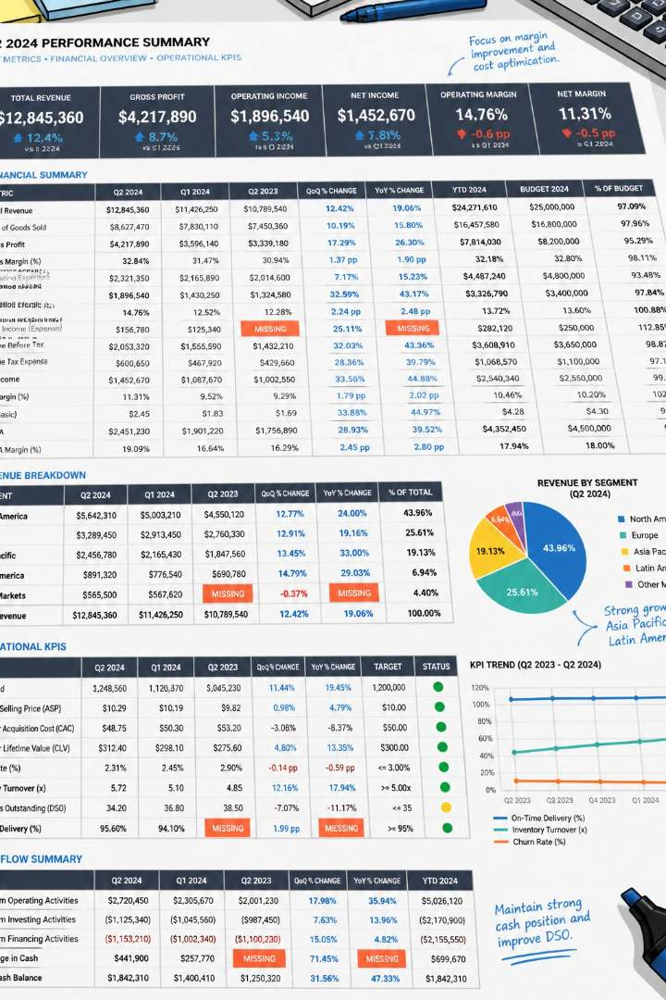 2 2024 PERFORMANCE SUMMARY
METRICS • FINANCIAL OVERVIEW • OPERATIONAL KPIS
Focus on margin
improvement and
cost aptimication.
TOTAL REVENUE GROSS PROFIT OPERATING INCOME NET INCOME OPERATING MARGIN NET MARGIN
$12,845,360 $4,217,890 $1,896,540 $1,452,670 14.76% 11,31%
12.4% 8.7% 5.3% 5.8% -0.6 pp -0.5 pp
NANCIAL SUMMARY
TRIC Q2 2024 Q1 2024 Q2 2023 QoQ % CHANGE YoY % CHANGE YTD 2024 BUDGET 2024 % OF BUDGET
l Revenue $12,845,360 $11,426,250 $10,789,540 12.42% 19.06% $24,271,610 $25,000,000 97.09%
of Goods Sold $8,627,470 $7,830,110 $7,450,360 10.19% 15.80% $16,457,580 $16,800,000 97.96%
s Profit $4,217,890 $3,596,140 $3,339,180 17.29% 26.30% $7,814,030 $8,200,000 95.29%
s Margin (%) 32.84% 31.47% 30.94% 1.37 pp 1.90 pp 32.18% 32.80% 98.11%
$2,321,350 $2,165,890 $2,014,600 7.17% 15.23% $4,487,240 $4,800,000 93.48%
$1,896,540 $1,430,250 $1,324,580 32.59% 43.17% $3,326,790 $3,400,000 97.84%
14.76% 12.52% 12.28% 2.24 pp 2.48 pp 13.72% 13.60% 100.88%
Income (Expense) $156,780 $125,340 MISSING 25.11% MISSING $282,120 $250,000 112.85
e Before Tax $2,053,320 $1,555,590 $1,432,210 32.03% 43.36% $3,608,910 $3,650,000 98.8
e Tax Expense $600,650 $467,920 $429,660 28.36% 39.79% $1,068,570 $1,100,000 97.1
come $1,452,670 $1,087,670 $1,002,550 33.56% 44.88% $2,540,340 $2,550,000 99.
argin (%) 11.31% 9.52% 9.29% 1.79 pp 2.02 pp 10.46% 10.20% 102
asic) $2.45 $1.83 $1.69 33.88% 44.97% $4.28 $4.30 9
A $2,451,230 $1,901,220 $1,756,890 28.93% 39.52% $4,352,450 $4,500,000
A Margin (%) 19.09% 16.64% 16.29% 2.45 pp 2.80 pp 17.94% 18.00%
ENUE BREAKDOWN
ENT Q2 2024 Q1 2024 Q2 2023 QoQ % CHANGE YoY % CHANGE % OF TOTAL
America $5,642,310 $5,003,210 $4,550,120 12.77% 24.00% 43.96%
$3,289,450 $2,913,450 $2,760,330 12.91% 19.16% 25.61%
cific $2,456,780 $2,165,430 $1,847,560 13.45% 33.00% 19.13%
merica $891,320 $776,540 $690,780 14.79% 29.03% 6.94%
Markets $565,500 $567,620 MISSING -0.37% MISSING 4.40%
evenue $12,845,360 $11,426,250 $10,789,540 12.42% 19.06% 100.00%
REVENUE BY SEGMENT
(Q2 2024)
43.96%
25.61%
19.13%
North Am
Europe
Asia Pac
Latin Am
Other M
Strong grow
Asia Pacific
Latin Amer
ATIONAL KPIS
Q2 2024 Q1 2024 Q2 2023 QoQ % CHANGE YoY % CHANGE TARGET STATUS
d 1,248,560 1,120,370 1,045,230 11.44% 19.45% 1,200,000
Selling Price (ASP) $10.29 $10.19 $9.82 0.98% 4.79% $10.00
r Acquisition Cost (CAC) $48.75 $50.30 $53.20 -3.08% -8.37% $50.00
r Lifetime Value (CLV) $312.40 $298.10 $275.60 4.80% 13.35% $300.00
te (%) 2.31% 2.45% 2.90% -0.14 pp -0.59 pp <= 3.00%
y Turnover (x) 5.72 5.10 4.85 12.16% 17.94% >= 5.00x
s Outstanding (DSO) 34.20 36.80 38.50 -7.07% -11.17% <= 35
Delivery (%) 95.60% 94.10% MISSING 1.99 pp MIESSING >= 95%
KPI TREND (Q2 2023 - Q2 2024)
120%
100%
80%
60%
40%
20%
0%
Q2 2023 Q3 2023 Q4 2023 Q1 2024
On-Time Delivery (%)
Inventory Turnover (x)
Churn Rate (%)
FLOW SUMMARY
Q2 2024 Q1 2024 Q2 2023 QoQ % CHANGE YoY % CHANGE YTD 2024
m Operating Activities $2,720,450 $2,305,670 $2,001,230 17.98% 35.94% $5,026,120
m Investing Activities ($1,125,340) ($1,045,560) ($987,450) 7.63% 13.96% ($2,170,900)
m Financing Activities ($1,153,210) ($1,002,340) ($1,100,230) 15.05% 4.82% ($2,155,550)
ge in Cash $441,900 $257,770 MISSING 71.45% MIESSING $699,670
ash Balance $1,842,310 $1,400,410 $1,250,320 31.56% 47.33% $1,842,310
Maintain strong
cash position and
improve DSO.